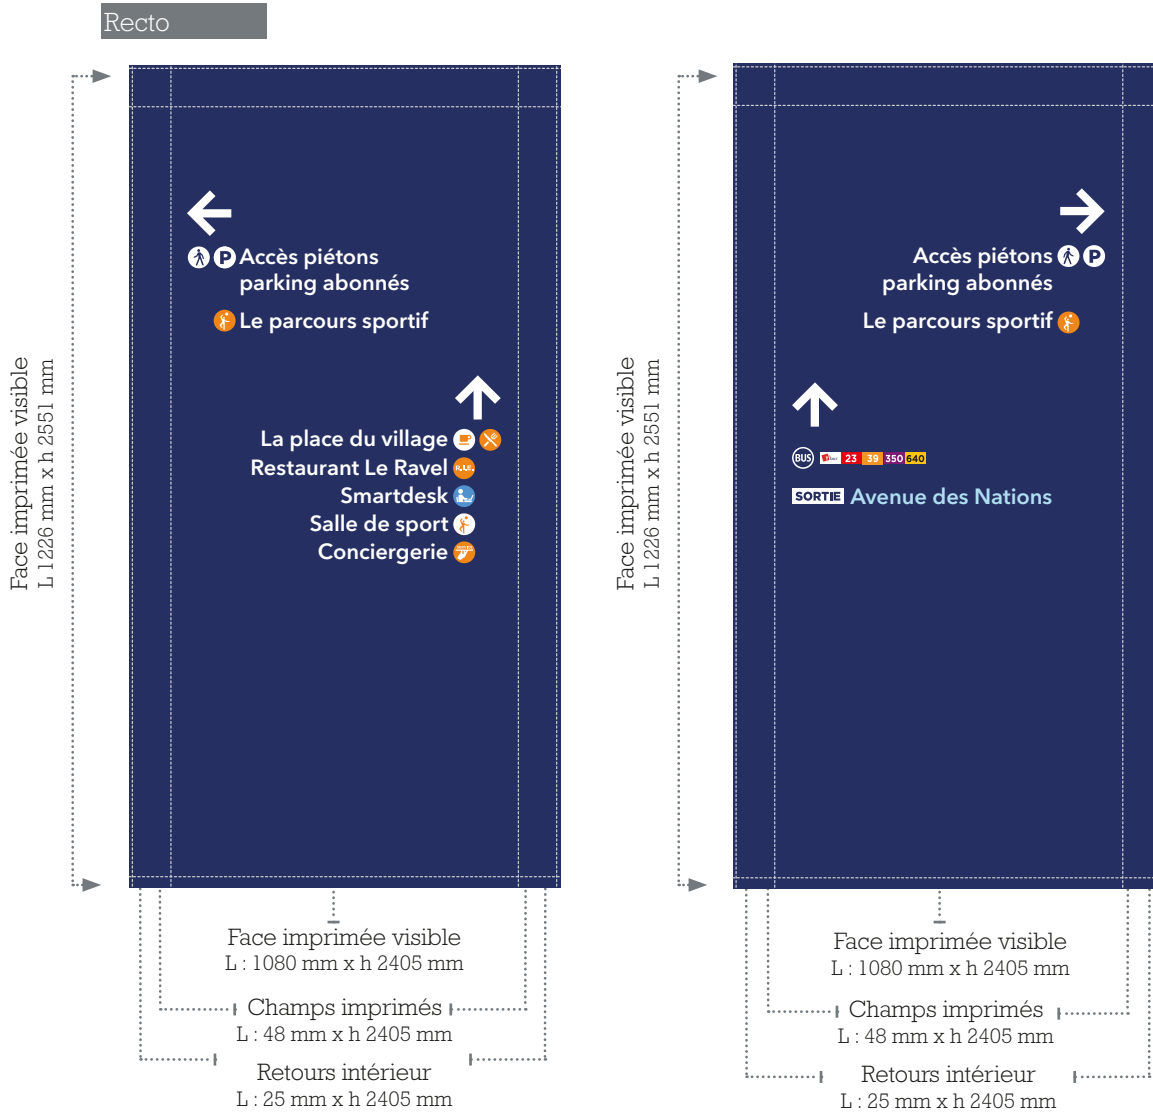 Recto
Face imprimée visible
L 1226 mm x h 2551 mm
P Accès piétons
parking abonnés
Le parcours sportif
La place du village
Restaurant Le Ravel R.I.E.
Smartdesk
Salle de sport
Conciergerie
Face imprimée visible
L : 1080 mm x h 2405 mm
Champs imprimés
L : 48 mm x h 2405 mm
Retours intérieur
L : 25 mm x h 2405 mm
Face imprimée visible
L 1226 mm x h 2551 mm
Accès piétons P
parking abonnés
Le parcours sportif
BUS 23 39 350 640
SORTIE Avenue des Nations
Face imprimée visible
L : 1080 mm x h 2405 mm
Champs imprimés
L : 48 mm x h 2405 mm
Retours intérieur
L : 25 mm x h 2405 mm